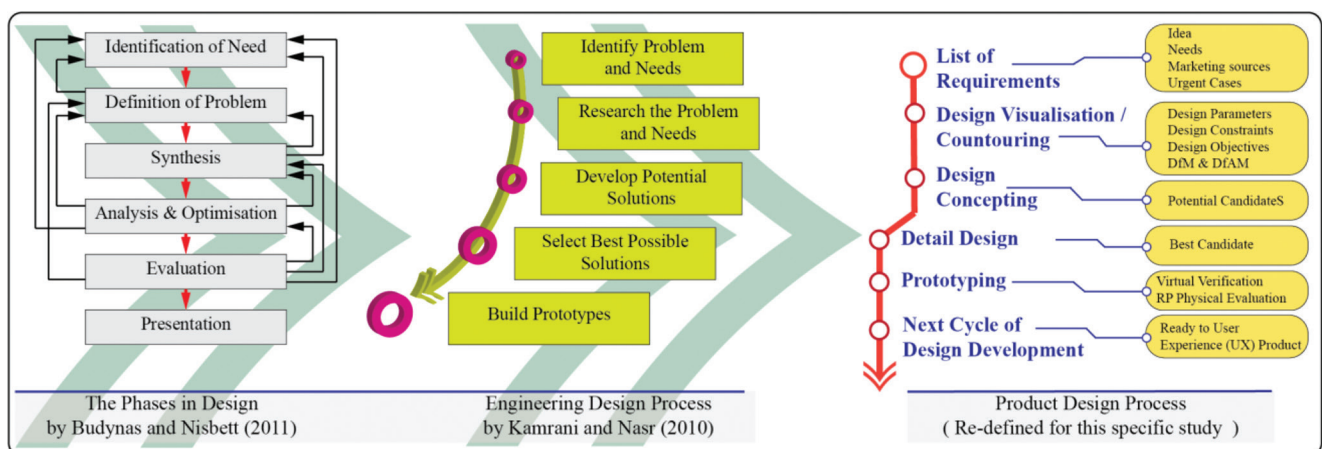 Identification of Need
Definition of Problem
Synthesis
Analysis & Optimisation
Evaluation
Presentation
The Phases in Design
by Budynas and Nisbett (2011)
Identify Problem
and Needs
Research the Problem
and Needs
Develop Potential
Solutions
Select Best Possible
Solutions
Build Prototypes
Engineering Design Process
by Kamrani and Nasr (2010)
List of
Requirements
Idea
Needs
Marketing sources
Urgent Cases
Design Visualisation /
Countouring
Design Parameters
Design Constraints
Design Objectives
DfM & DfAM
Design
Concepting
Potential CandidateS
Detail Design
Best Candidate
Prototyping
Virtual Verification
RP Physical Evaluation
Next Cycle of
Design Development
Ready to User
Experience (UX) Product
Product Design Process
( Re-defined for this specific study )